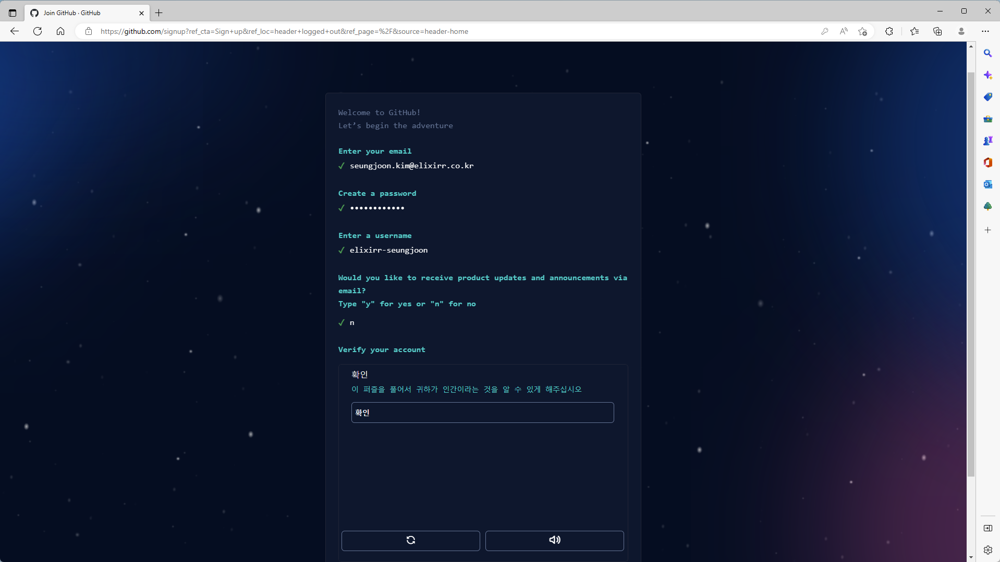 Join GitHub · GitHub
https://github.com/signup?ref_cta=Sign+up&ref_loc=header+logged+out&ref_page=%2F&source=header-home
Welcome to GitHub!
Let’s begin the adventure
Enter your email
✓ seungjoon.kim@elixirr.co.kr
Create a password
✓ ••••••••••••
Enter a username
✓ elixirr-seungjoon
Would you like to receive product updates and announcements via
email?
Type "y" for yes or "n" for no
✓ n
Verify your account
확인
이 퍼즐을 풀어서 귀하가 인간이라는 것을 알 수 있게 해주십시오
확인